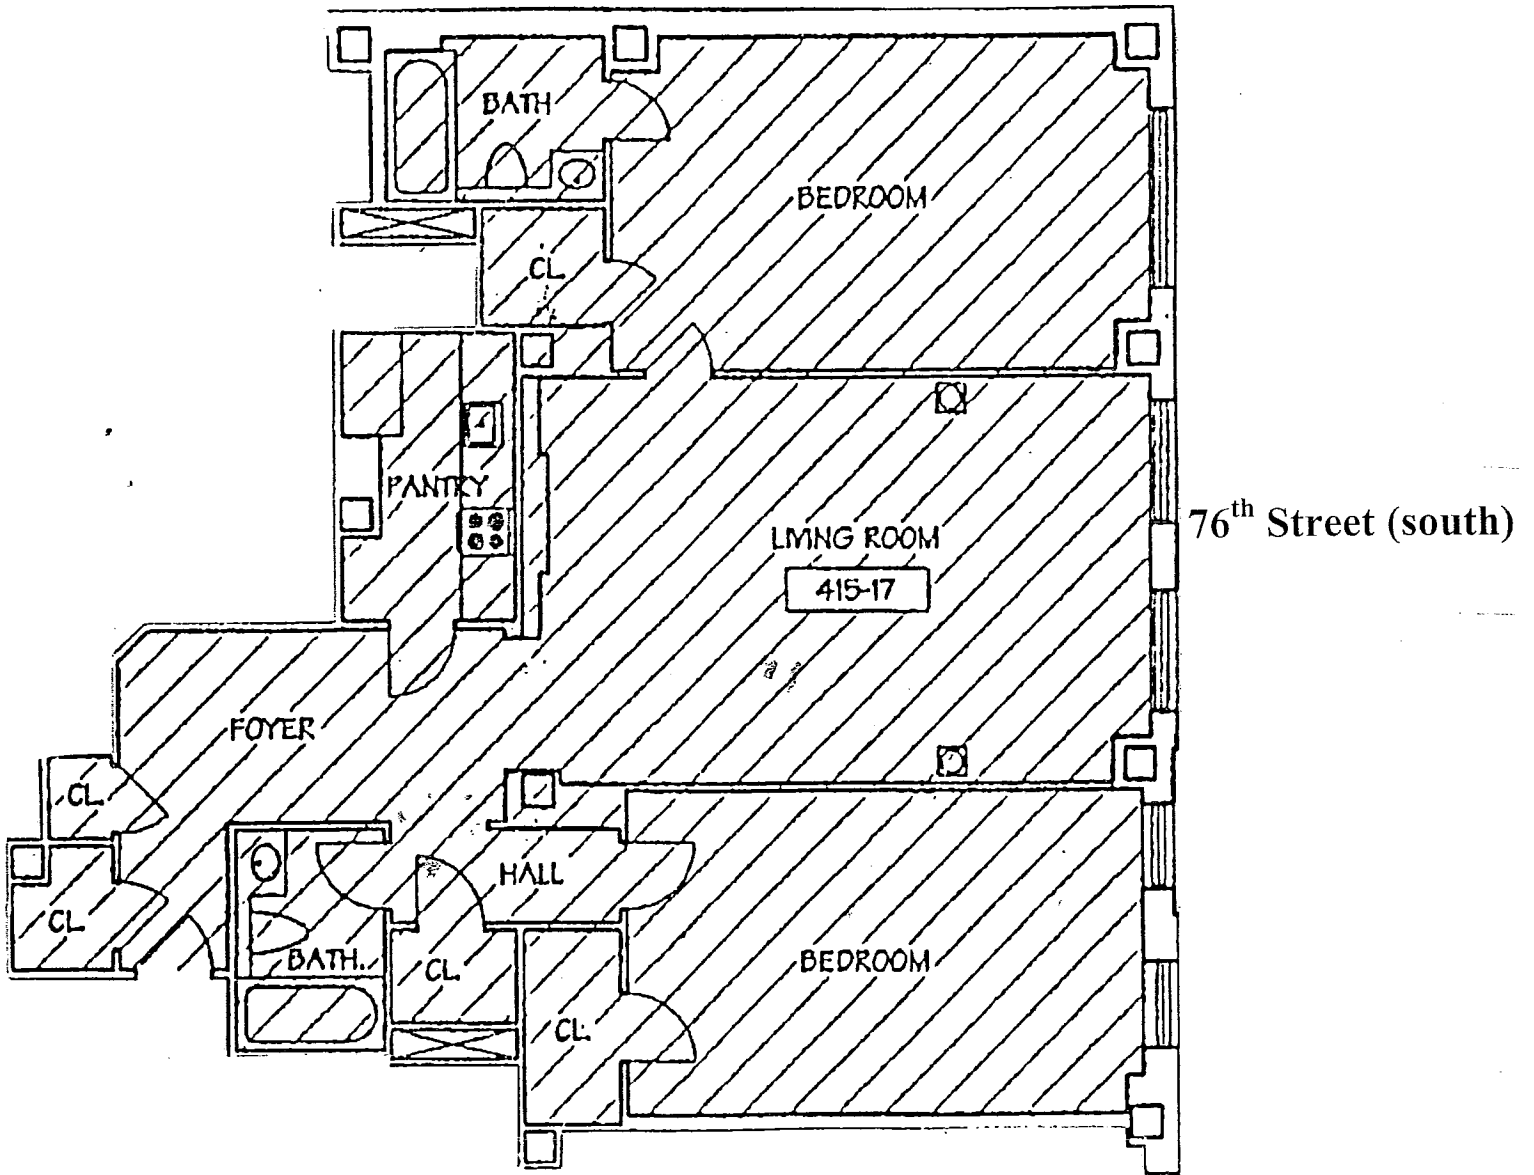 BATH
BEDROOM
CL.
PANTRY
LIVING ROOM
415-17
76th Street (south)
FOYER
CL.
HALL
CL.
BATH.
CL.
BEDROOM
CL.